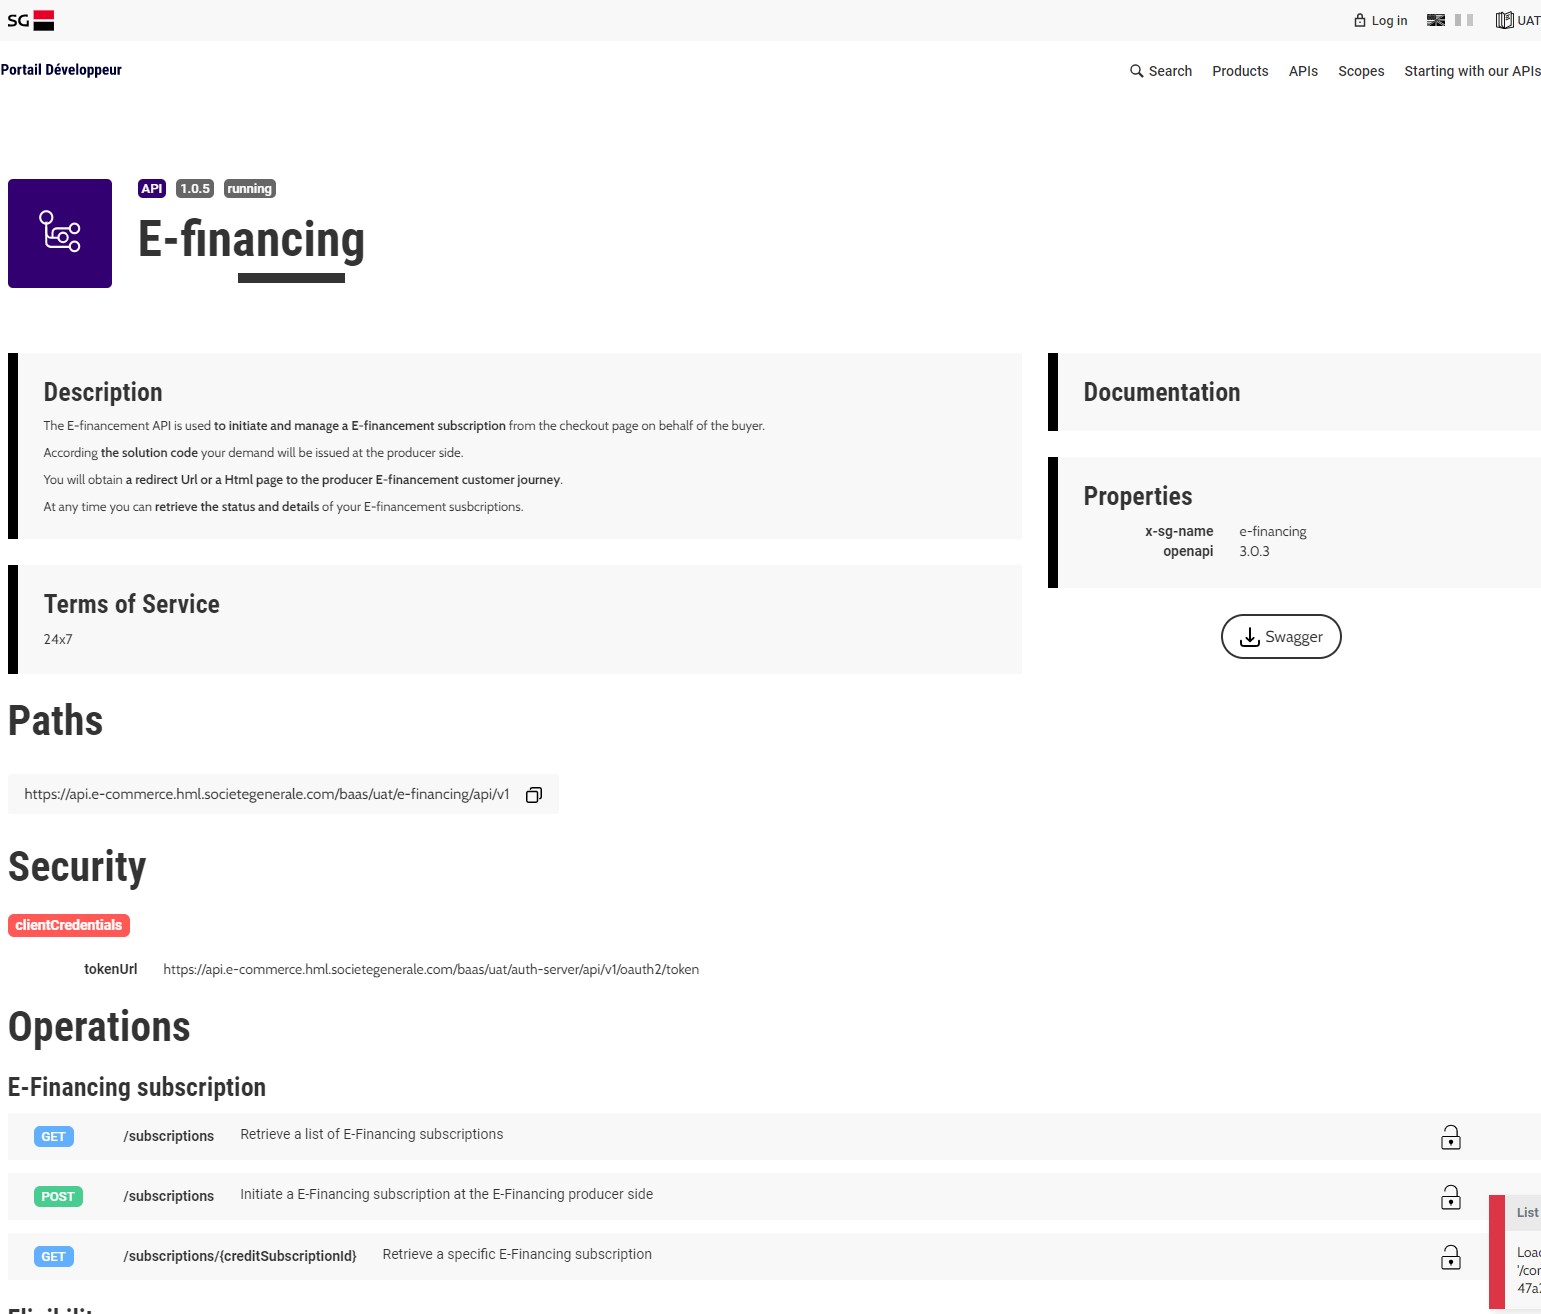 SG
Log in
UAT
Portail Développeur
Search Products APIs Scopes Starting with our APIs
API 1.0.5 running
E-financing
Description
The E-financement API is used to initiate and manage a E-financement subscription from the checkout page on behalf of the buyer.
According the solution code your demand will be issued at the producer side.
You will obtain a redirect Url or a Html page to the producer E-financement customer journey.
At any time you can retrieve the status and details of your E-financement susbcriptions.
Terms of Service
24x7
Documentation
Properties
x-sg-name e-financing
openapi 3.0.3
Swagger
Paths
https://api.e-commerce.hml.societegenerale.com/baas/uat/e-financing/api/v1
Security
clientCredentials
tokenUrl https://api.e-commerce.hml.societegenerale.com/baas/uat/auth-server/api/v1/oauth2/token
Operations
E-Financing subscription
GET /subscriptions Retrieve a list of E-Financing subscriptions
POST /subscriptions Initiate a E-Financing subscription at the E-Financing producer side
GET /subscriptions/{creditSubscriptionId} Retrieve a specific E-Financing subscription
List